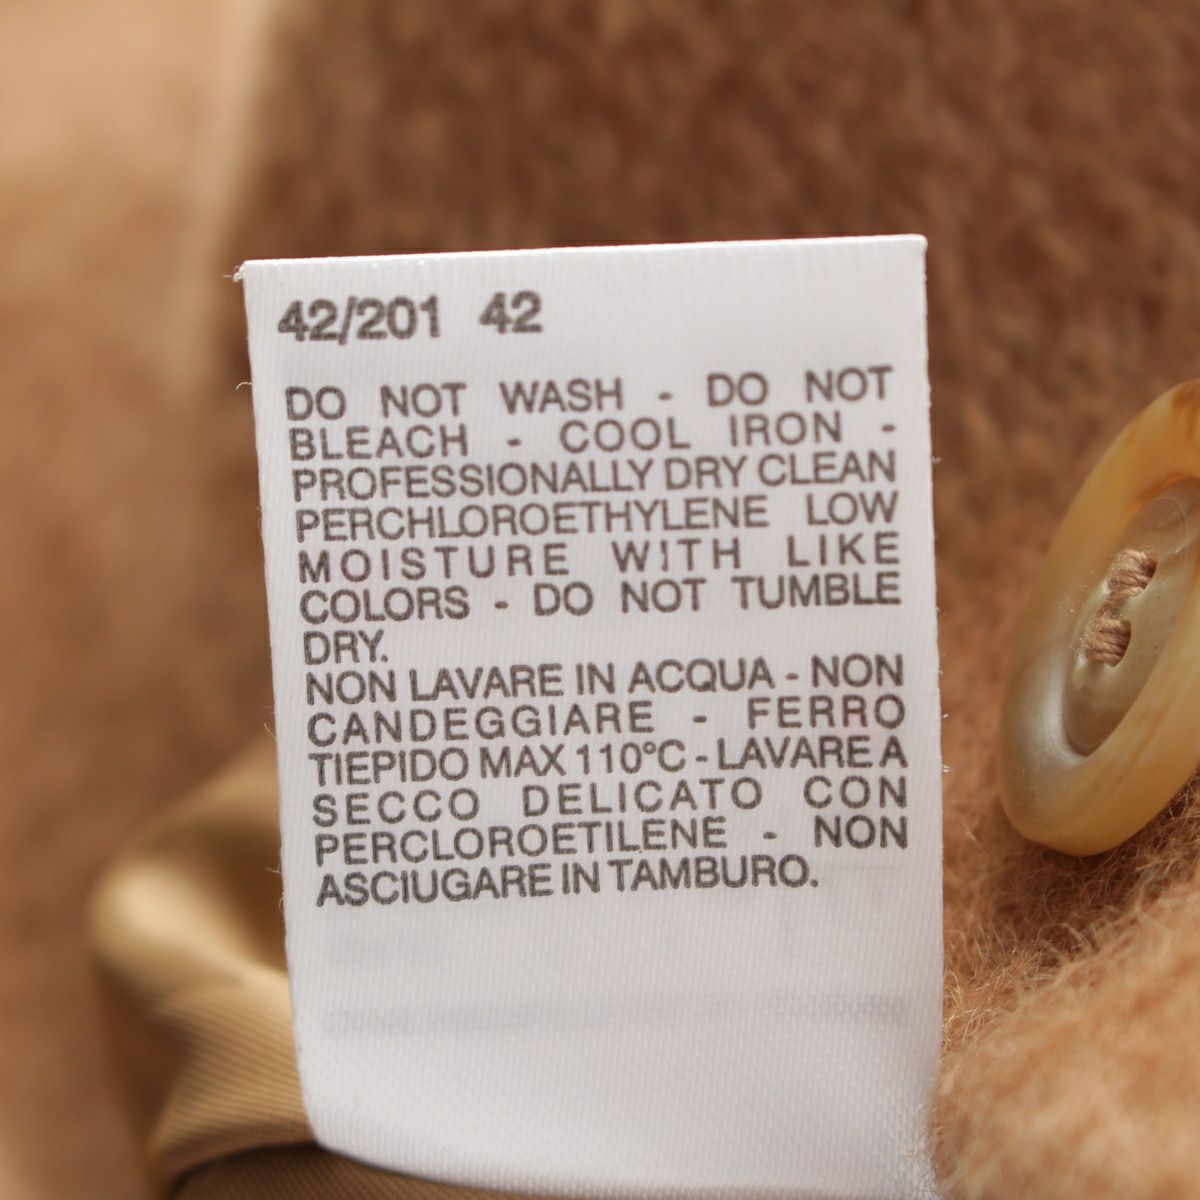 42/201 42
DO NOT WASH - DO NOT
BLEACH - COOL IRON -
PROFESSIONALLY DRY CLEAN
PERCHLOROETHYLENE LOW
MOISTURE WITH LIKE
COLORS - DO NOT TUMBLE
DRY.
NON LAVARE IN ACQUA - NON
CANDEGGIARE - FERRO
TIEPIDO MAX 110°C - LAVARE A
SECCO DELICATO CON
PERCLOROETILENE - NON
ASCIUGARE IN TAMBURO.